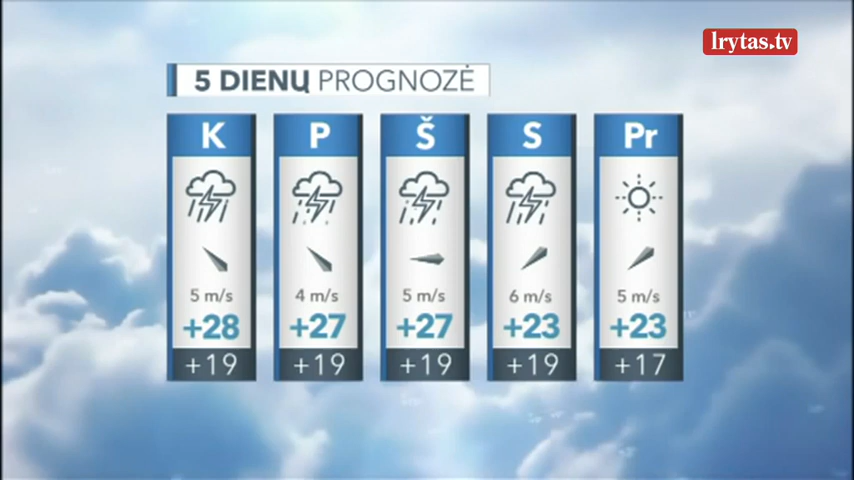 lrytas.tv
5 DIENŲ PROGNOZĖ
K P Š S Pr
5 m/s 4 m/s 5 m/s 6 m/s 5 m/s
+28 +27 +27 +23 +23
+19 +19 +19 +19 +17